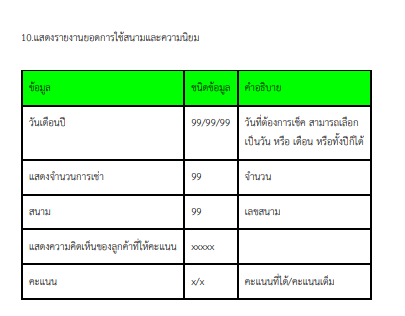 10.แสดงรายงานยอดการใช้สนามและความนิยม
ข้อมูล ชนิดข้อมูล คำอธิบาย
วันเดือนปี 99/99/99 วันที่ต้องการเช็ค สามารถเลือก
เป็นวัน หรือ เดือน หรือทั้งปีก็ได้
แสดงจำนวนการเช่า 99 จำนวน
สนาม 99 เลขสนาม
แสดงความคิดเห็นของลูกค้าที่ให้คะแนน xxxxx
คะแนน x/x คะแนนที่ได้/คะแนนเต็ม